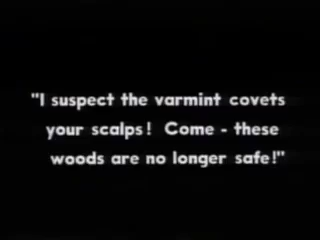 "I suspect the varmint covets
your scalps! Come - these
woods are no longer safe!"